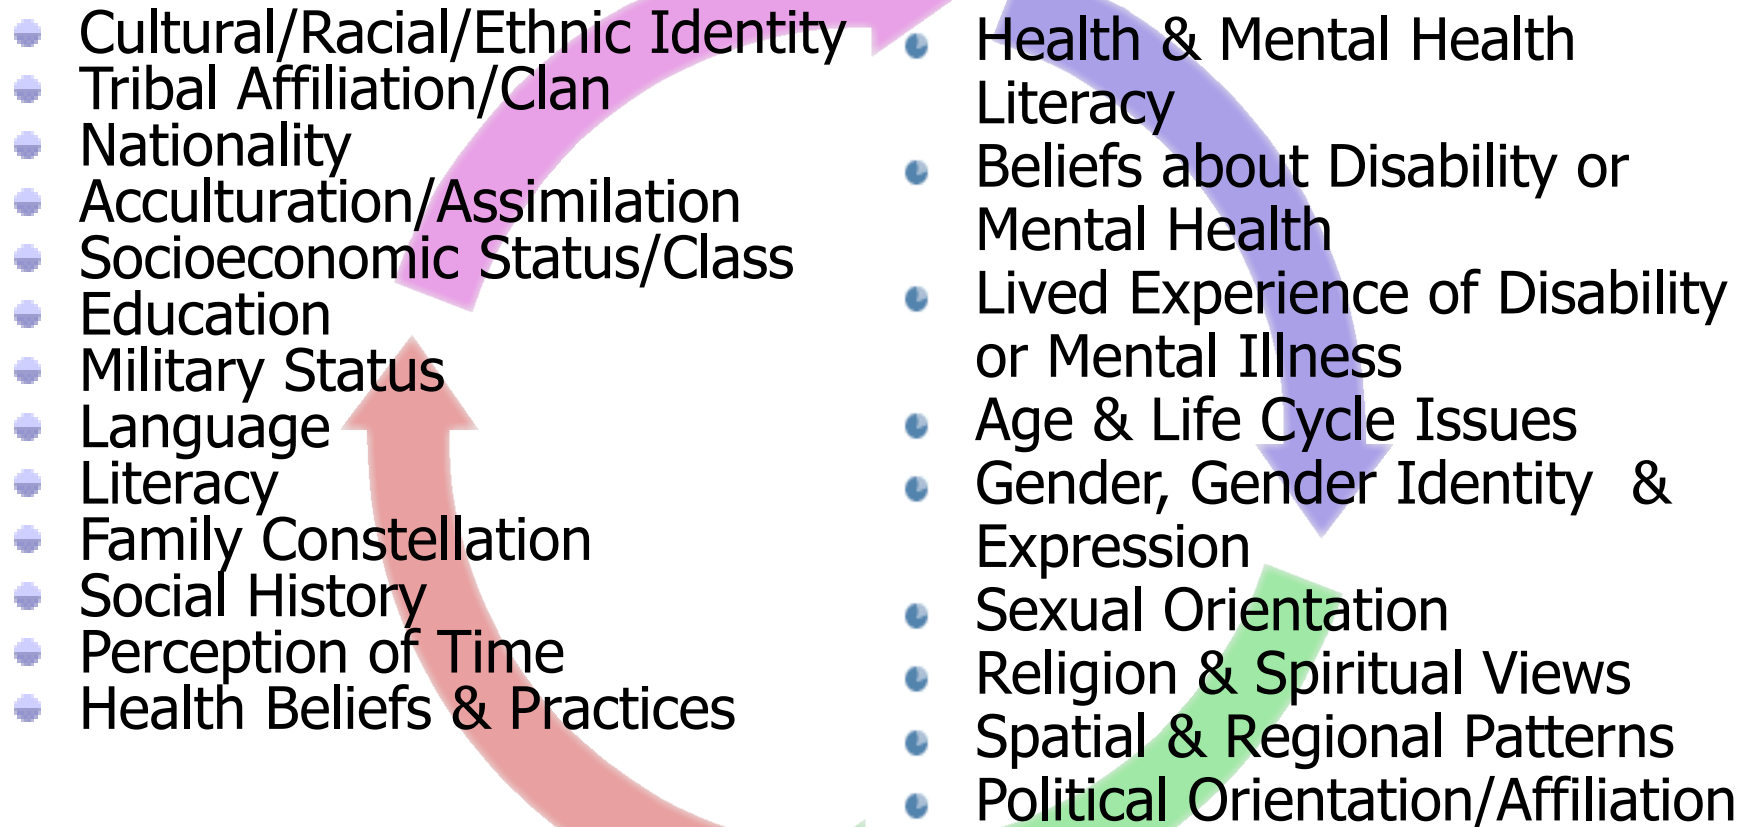 Cultural/Racial/Ethnic Identity
Tribal Affiliation/Clan
Nationality
Acculturation/Assimilation
Socioeconomic Status/Class
Education
Military Status
Language
Literacy
Family Constellation
Social History
Perception of Time
Health Beliefs & Practices
Health & Mental Health
Literacy
Beliefs about Disability or
Mental Health
Lived Experience of Disability
or Mental Illness
Age & Life Cycle Issues
Gender, Gender Identity &
Expression
Sexual Orientation
Religion & Spiritual Views
Spatial & Regional Patterns
Political Orientation/Affiliation